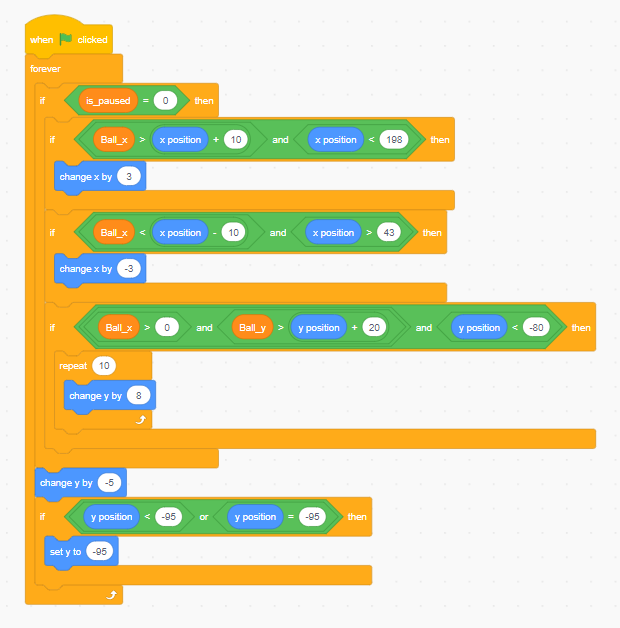 when clicked
forever
if is_paused = 0 then
if Ball_x > x position + 10 and x position < 198 then
change x by 3
if Ball_x < x position - 10 and x position > 43 then
change x by -3
if Ball_x > 0 and Ball_y > y position + 20 and y position < -80 then
repeat 10
change y by 8
change y by -5
if y position < -95 or y position = -95 then
set y to -95